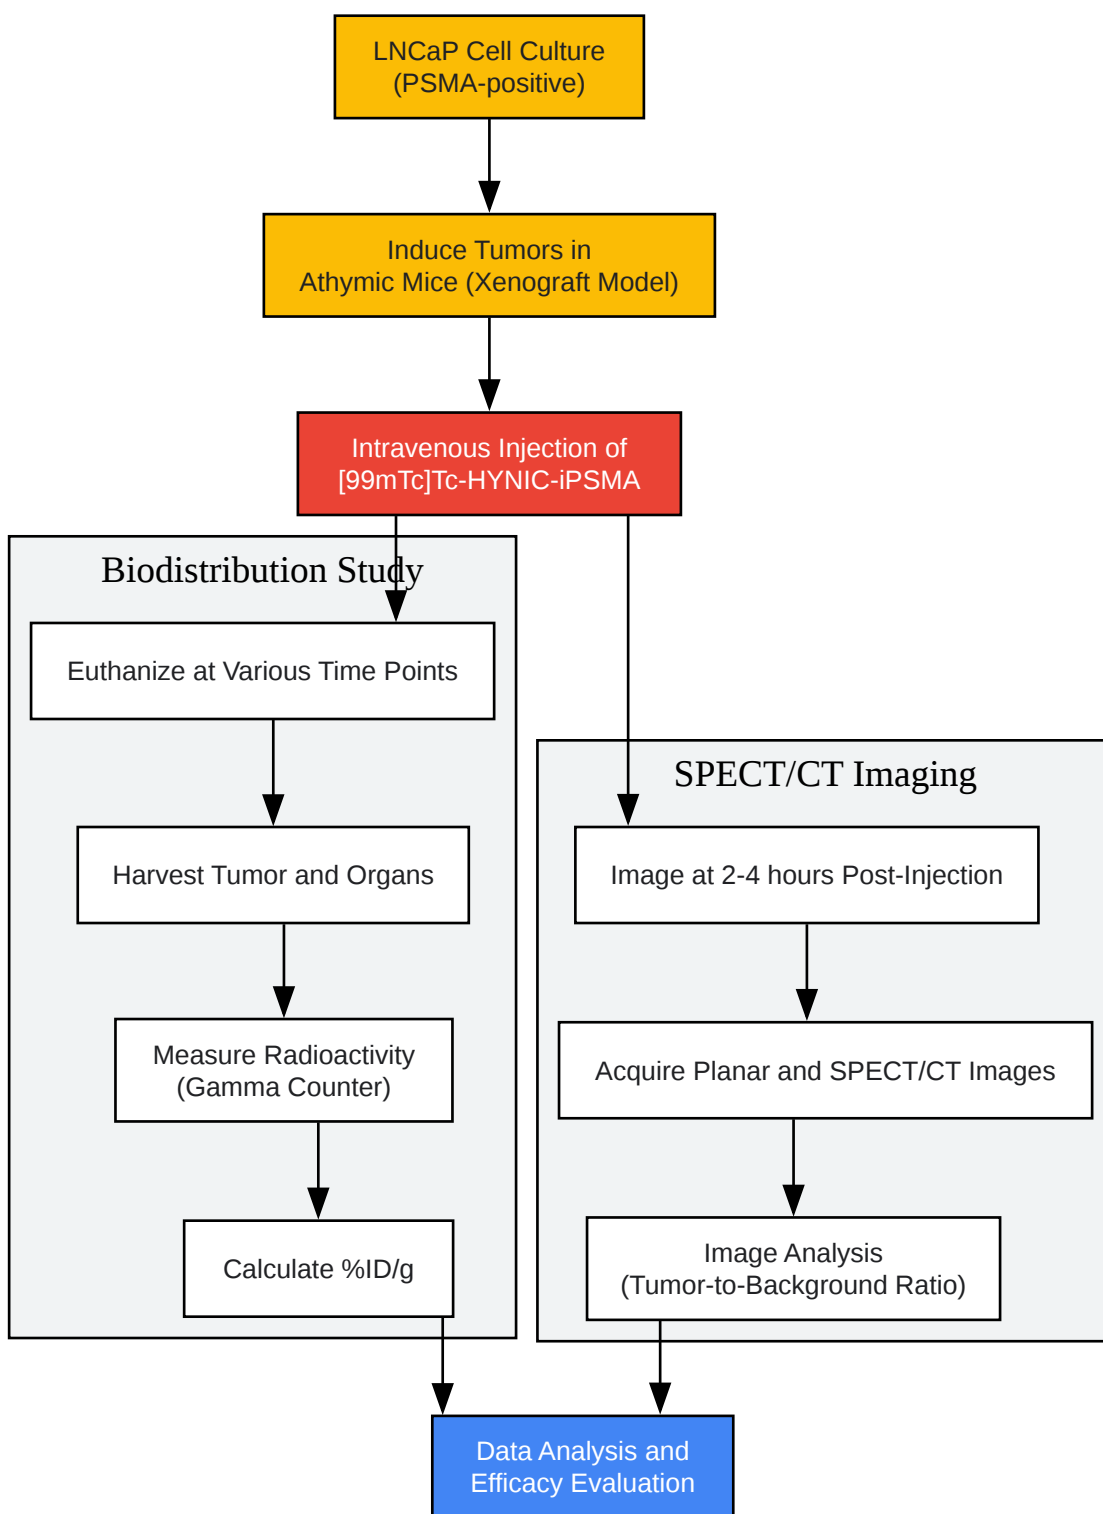 LNCaP Cell Culture
(PSMA-positive)
Induce Tumors in
Athymic Mice (Xenograft Model)
Intravenous Injection of
[99mTc]Tc-HYNIC-iPSMA
Biodistribution Study
Euthanize at Various Time Points
Harvest Tumor and Organs
Measure Radioactivity
(Gamma Counter)
Calculate %ID/g
SPECT/CT Imaging
Image at 2-4 hours Post-Injection
Acquire Planar and SPECT/CT Images
Image Analysis
(Tumor-to-Background Ratio)
Data Analysis and
Efficacy Evaluation